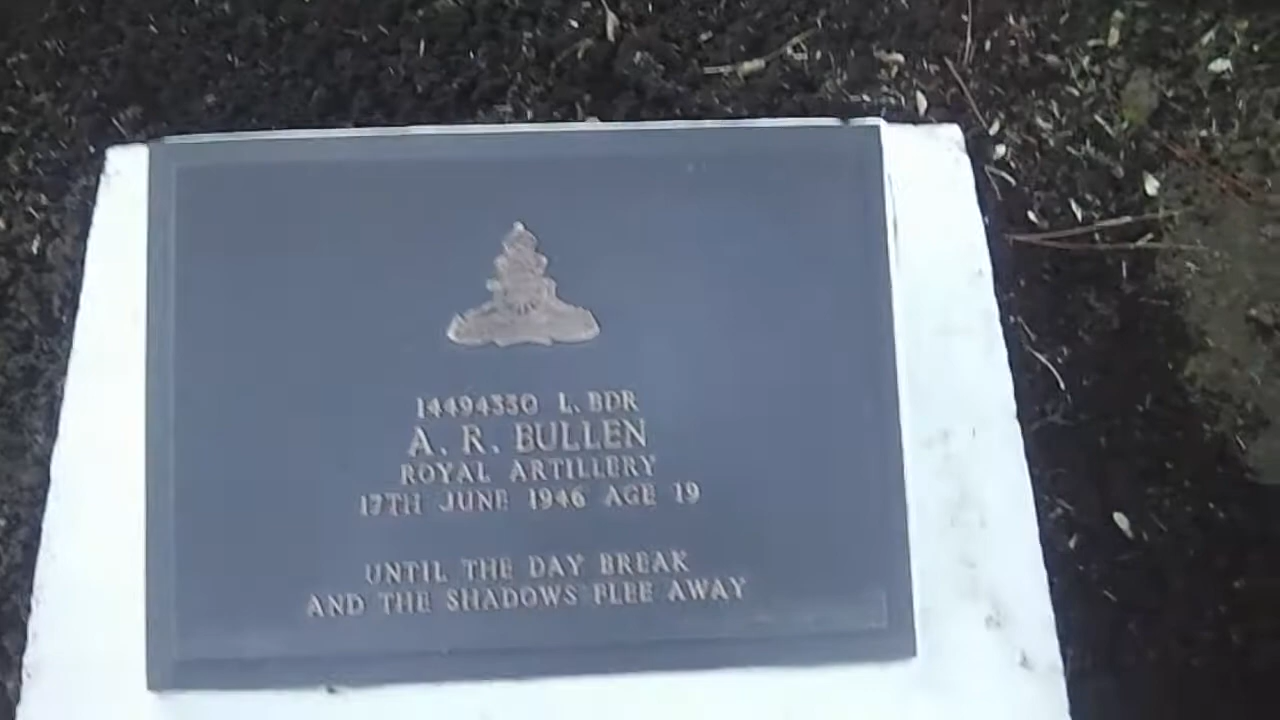 14494330 L. BDR
A. R. BULLEN
ROYAL ARTILLERY
17TH JUNE 1946 AGE 19
UNTIL THE DAY BREAK
AND THE SHADOWS FLEE AWAY